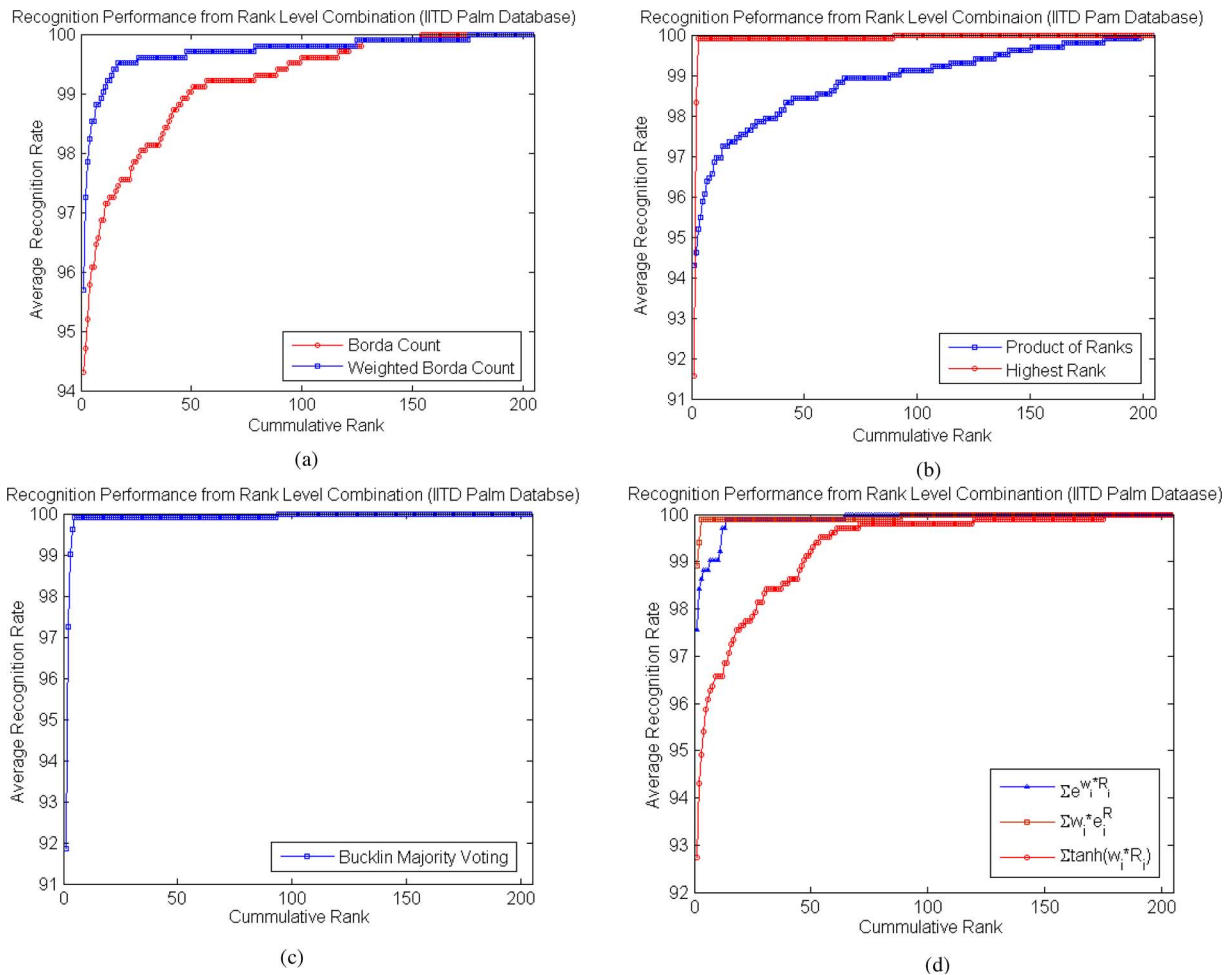 Recognition Performance from Rank Level Combination (IITD Palm Database)
100
99
98
97
96
95
94
0
50
100
150
200
Average Recognition Rate
Cummulative Rank
Borda Count
Weighted Borda Count
(a)
Recognition Performance from Rank Level Combinaion (IITD Pam Database)
100
99
98
97
96
95
94
93
92
91
0
50
100
150
200
Average Recognition Rate
Cummulative Rank
Product of Ranks
Highest Rank
(b)
Recognition Performance from Rank Level Combination (IITD Palm Databse)
100
99
98
97
96
95
94
93
92
91
0
50
100
150
200
Average Recognition Rate
Cummulative Rank
Bucklin Majority Voting
(c)
Recognition Performance from Rank Level Combinantion (IITD Palm Dataase)
100
99
98
97
96
95
94
93
92
0
50
100
150
200
Average Recognition Rate
Cummulative Rank
Σe^{w_i*R_i}
Σw_i*e_i^R
Σtanh(w_i*R_i)
(d)